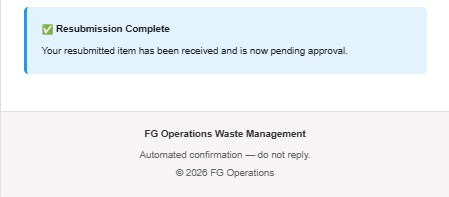 ✅ Resubmission Complete
Your resubmitted item has been received and is now pending approval.
FG Operations Waste Management
Automated confirmation — do not reply.
© 2026 FG Operations